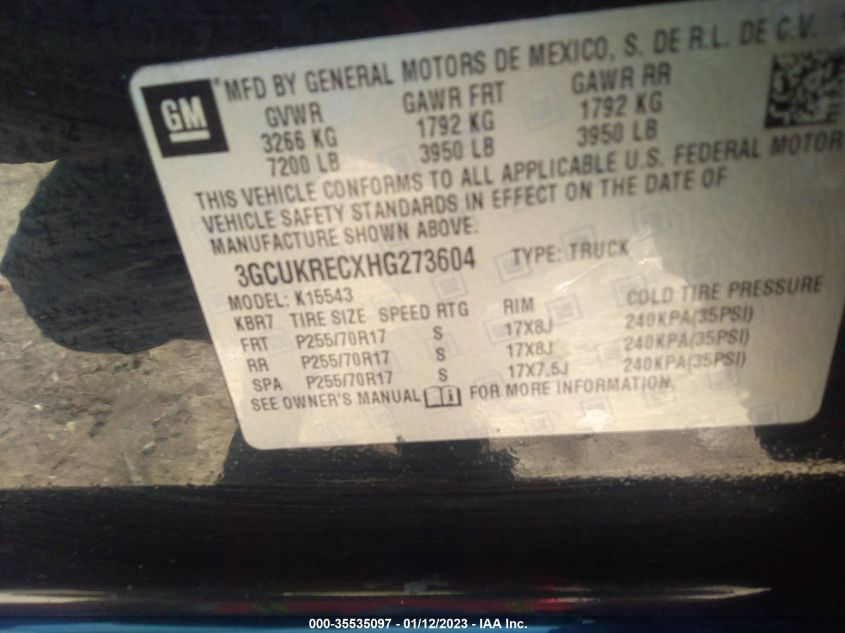 MFD BY GENERAL MOTORS DE MEXICO, S. DE R.L. DE C.V.
GM
GVWR GAWR FRT GAWR RR
3266 KG 1792 KG 1792 KG
7200 LB 3950 LB 3950 LB
THIS VEHICLE CONFORMS TO ALL APPLICABLE U.S. FEDERAL MOTOR
VEHICLE SAFETY STANDARDS IN EFFECT ON THE DATE OF
MANUFACTURE SHOWN ABOVE.
3GCUKRECXHG273604 TYPE: TRUCK
MODEL: K15543
KBR7 TIRE SIZE SPEED RTG RIM COLD TIRE PRESSURE
FRT P255/70R17 S 17X8J 240KPA(35PSI)
RR P255/70R17 S 17X8J 240KPA(35PSI)
SPA P255/70R17 S 17X7.5J 240KPA(35PSI)
SEE OWNER'S MANUAL FOR MORE INFORMATION.
000-35535097 - 01/12/2023 - IAA Inc.